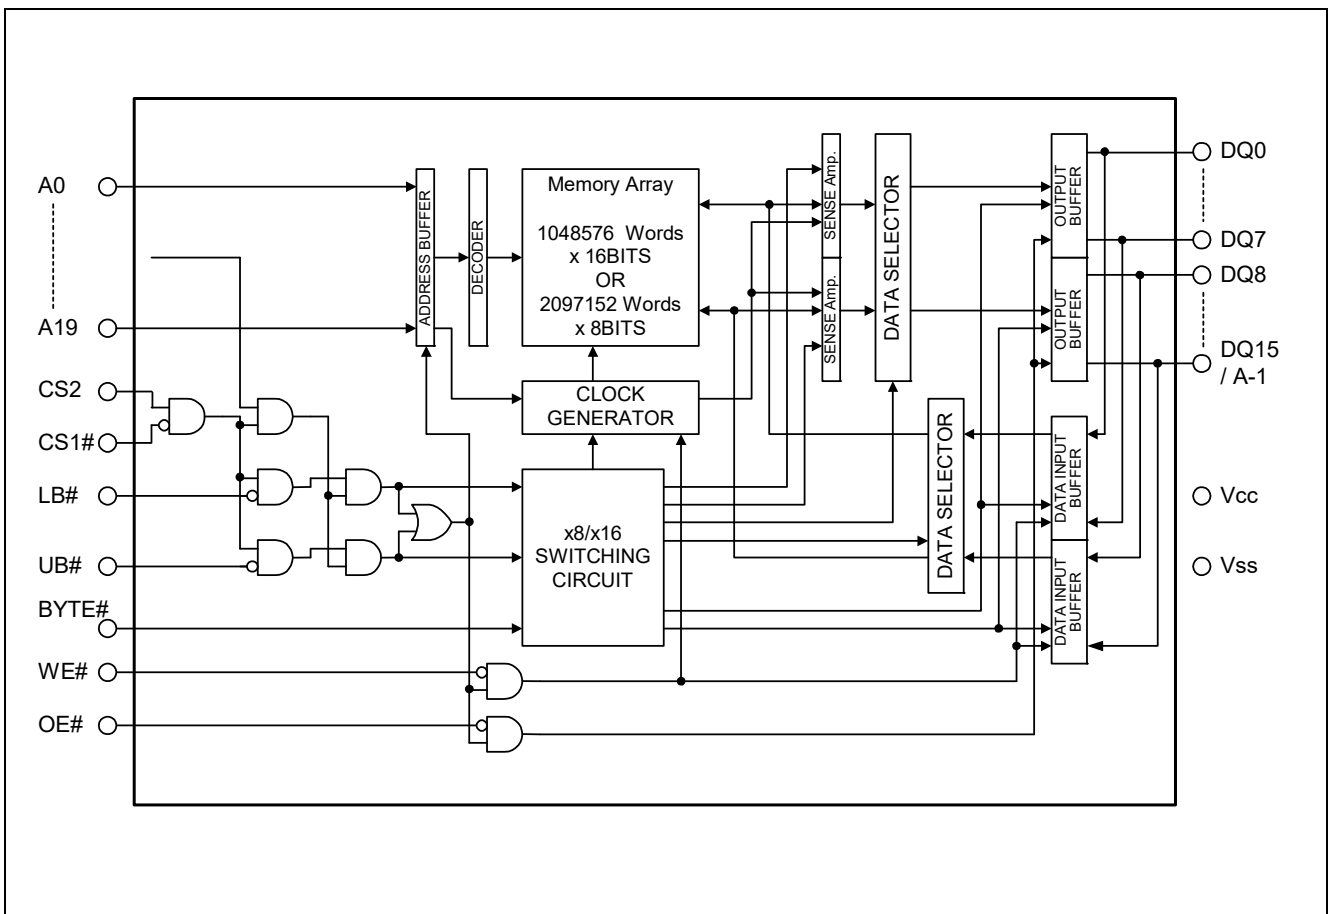 A0
A19
CS2
CS1#
LB#
UB#
BYTE#
WE#
OE#
ADDRESS BUFFER
DECODER
Memory Array
1048576 Words
x 16BITS
OR
2097152 Words
x 8BITS
CLOCK
GENERATOR
x8/x16
SWITCHING
CIRCUIT
SENSE Amp.
SENSE Amp.
DATA SELECTOR
DATA SELECTOR
OUTPUT
BUFFER
OUTPUT
BUFFER
DATA INPUT
BUFFER
DATA INPUT
BUFFER
DQ0
DQ7
DQ8
DQ15
/ A-1
Vcc
Vss